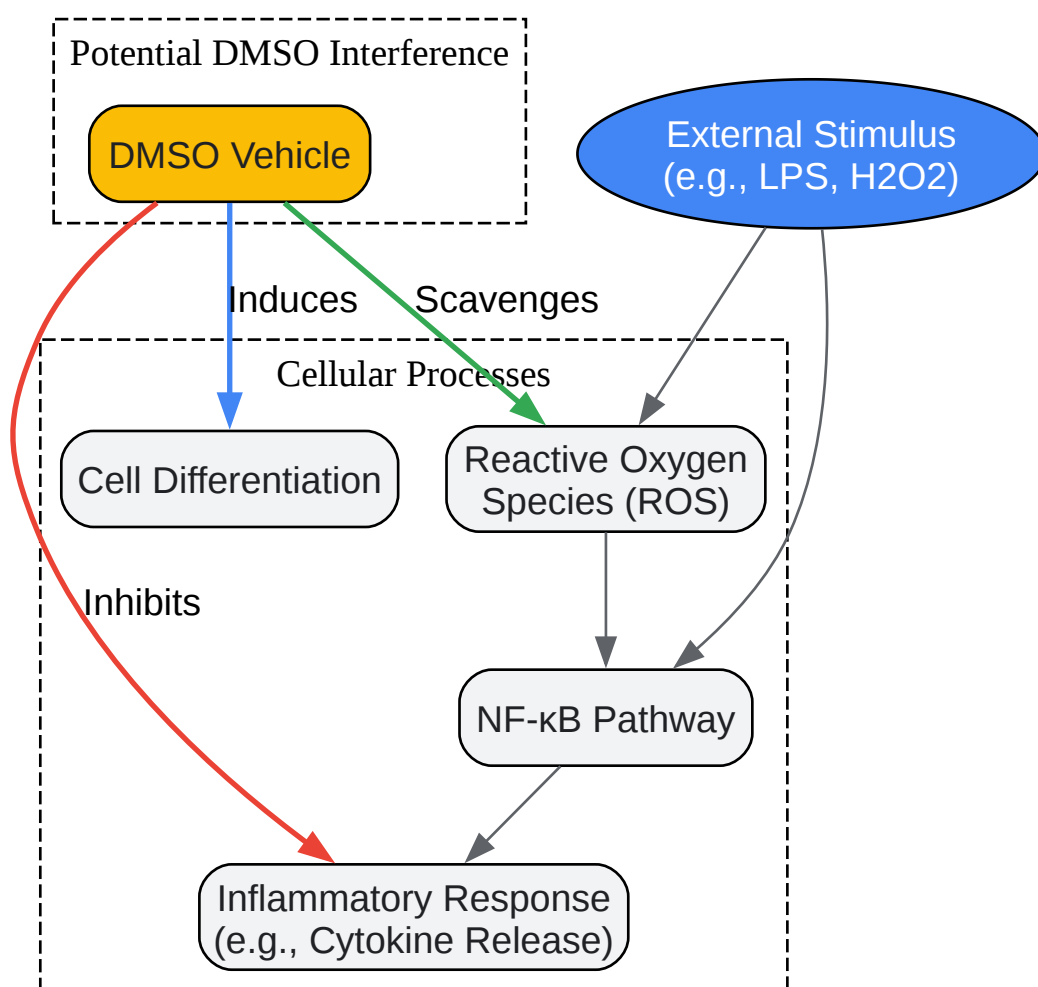 Potential DMSO Interference
DMSO Vehicle
External Stimulus
(e.g., LPS, H2O2)
Induces
Scavenges
Cellular Processes
Cell Differentiation
Reactive Oxygen
Species (ROS)
Inhibits
NF-κB Pathway
Inflammatory Response
(e.g., Cytokine Release)